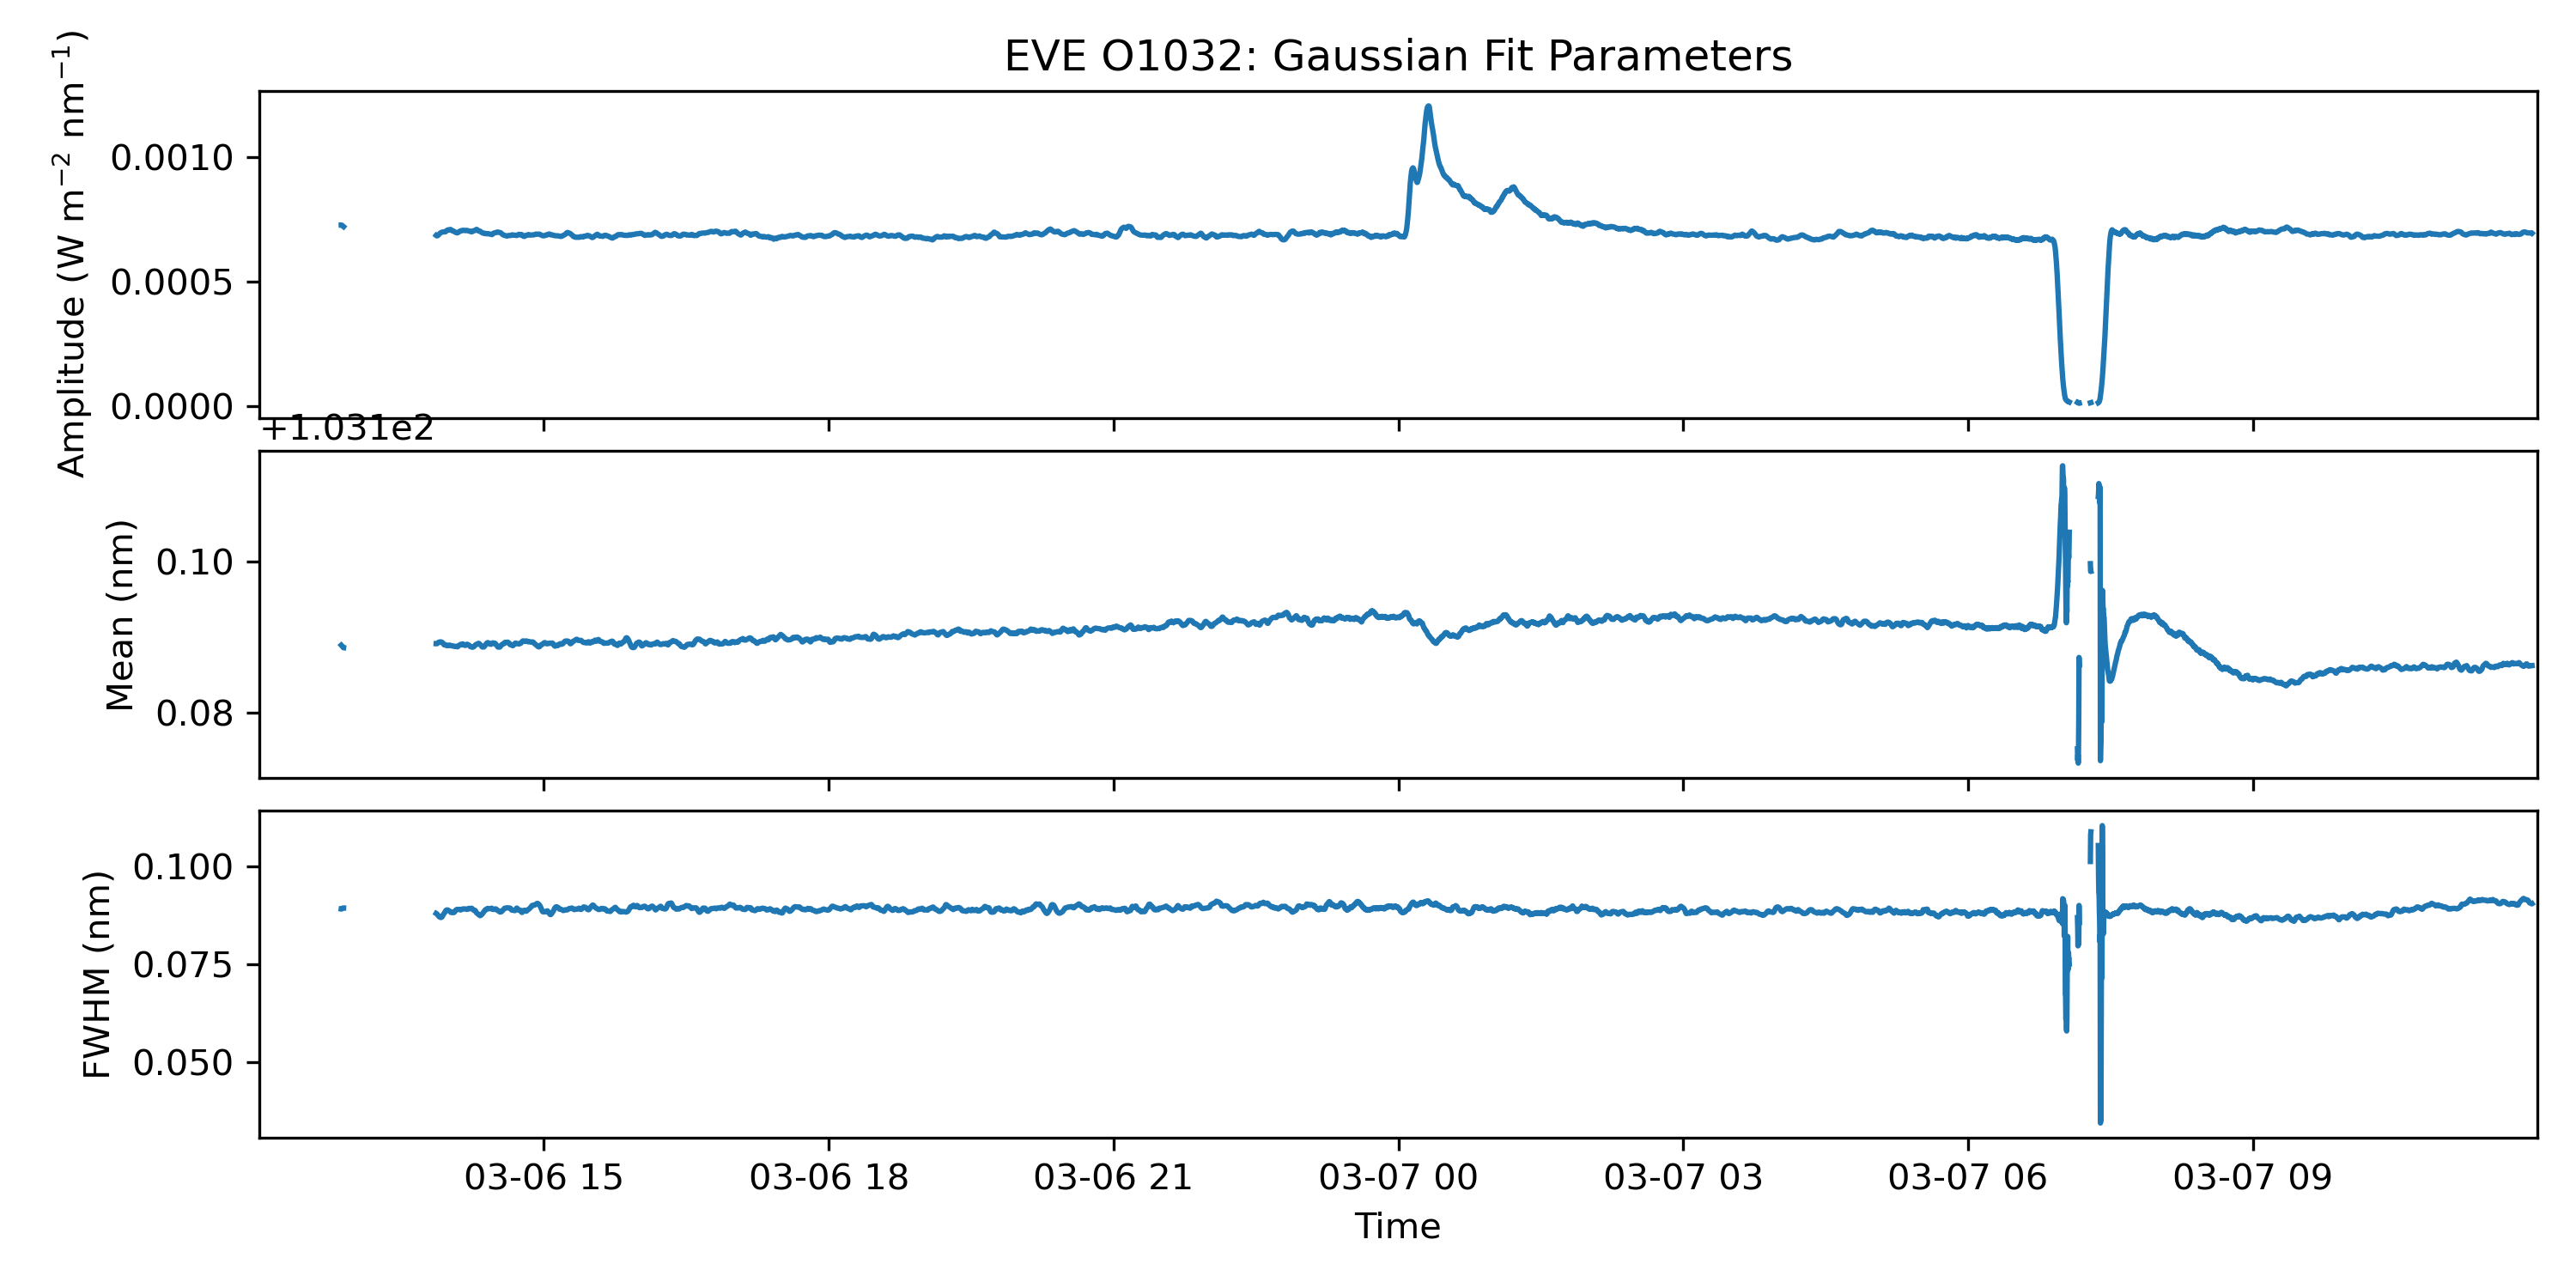 EVE O1032: Gaussian Fit Parameters
Amplitude (W m⁻² nm⁻¹)
0.0010
0.0005
0.0000
+1.031e2
Mean (nm)
0.10
0.08
FWHM (nm)
0.100
0.075
0.050
03-06 15 03-06 18 03-06 21 03-07 00 03-07 03 03-07 06 03-07 09
Time